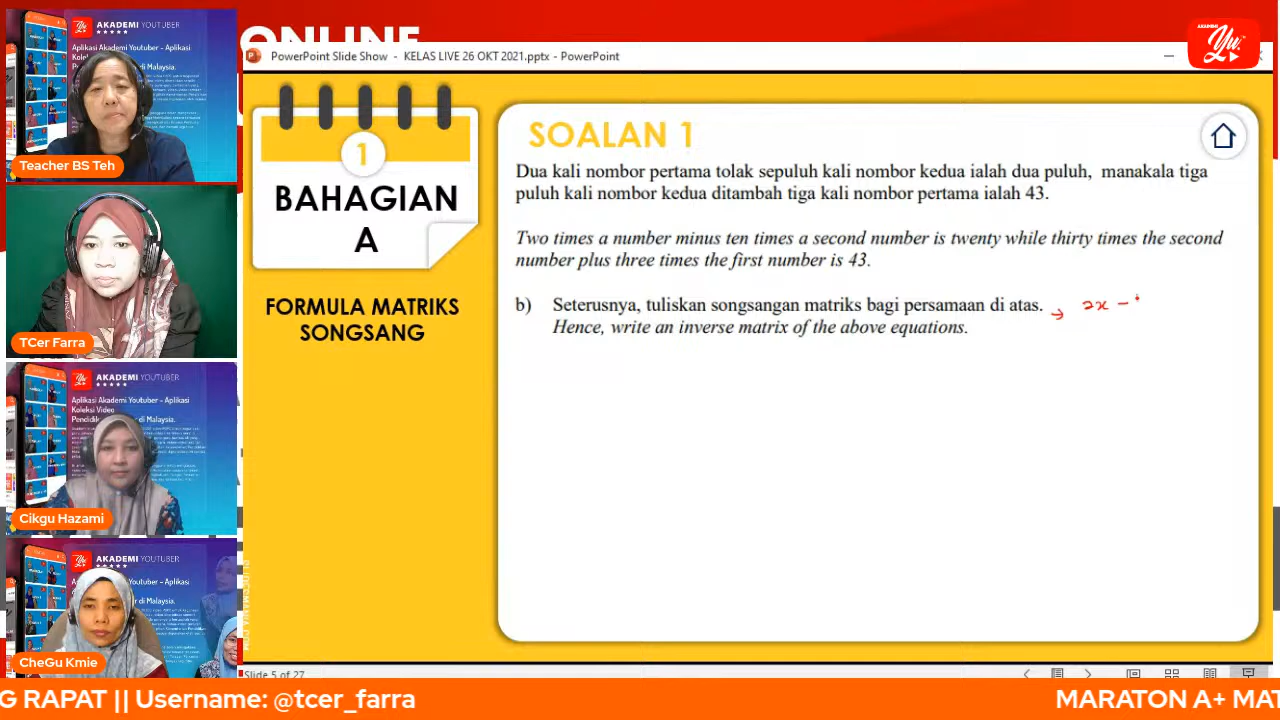 ONLINE
PowerPoint Slide Show - KELAS LIVE 26 OKT 2021.pptx - PowerPoint
AKADEMI YOUTUBER
Teacher BS Teh
TCer Farra
AKADEMI YOUTUBER
Aplikasi Akademi Youtuber - Aplikasi
Koleksi Video
Cikgu Hazami
AKADEMI YOUTUBER
CheGu Kmie
1
BAHAGIAN
A
FORMULA MATRIKS
SONGSANG
SOALAN 1
Dua kali nombor pertama tolak sepuluh kali nombor kedua ialah dua puluh, manakala tiga
puluh kali nombor kedua ditambah tiga kali nombor pertama ialah 43.
Two times a number minus ten times a second number is twenty while thirty times the second
number plus three times the first number is 43.
b) Seterusnya, tuliskan songsangan matriks bagi persamaan di atas. → 2x -
Hence, write an inverse matrix of the above equations.
Slide 5 of 27
G RAPAT || Username: @tcer_farra
MARATON A+ MAT